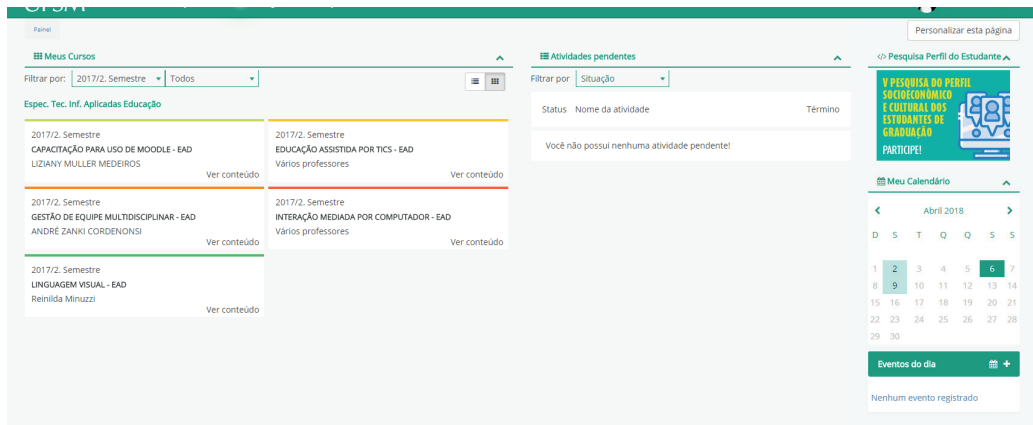 Painel
Personalizar esta página
Meus Cursos
Filtrar por: 2017/2. Semestre Todos
Espec. Tec. Inf. Aplicadas Educação
2017/2. Semestre
CAPACITAÇÃO PARA USO DE MOODLE - EAD
LIZIANY MULLER MEDEIROS
Ver conteúdo
2017/2. Semestre
EDUCAÇÃO ASSISTIDA POR TICS - EAD
Vários professores
Ver conteúdo
2017/2. Semestre
GESTÃO DE EQUIPE MULTIDISCIPLINAR - EAD
ANDRÉ ZANKI CORDENONSI
Ver conteúdo
2017/2. Semestre
INTERAÇÃO MEDIADA POR COMPUTADOR - EAD
Vários professores
Ver conteúdo
2017/2. Semestre
LINGUAGEM VISUAL - EAD
Reinilda Minuzzi
Ver conteúdo
Atividades pendentes
Filtrar por Situação
Status Nome da atividade Término
Você não possui nenhuma atividade pendente!
</> Pesquisa Perfil do Estudante
V PESQUISA DO PERFIL
SOCIOECONÔMICO
E CULTURAL DOS
ESTUDANTES DE
GRADUAÇÃO
PARTICIPE!
Meu Calendário
Abril 2018
D S T Q Q S S
1 2 3 4 5 6 7
8 9 10 11 12 13 14
15 16 17 18 19 20 21
22 23 24 25 26 27 28
29 30
Eventos do dia
Nenhum evento registrado